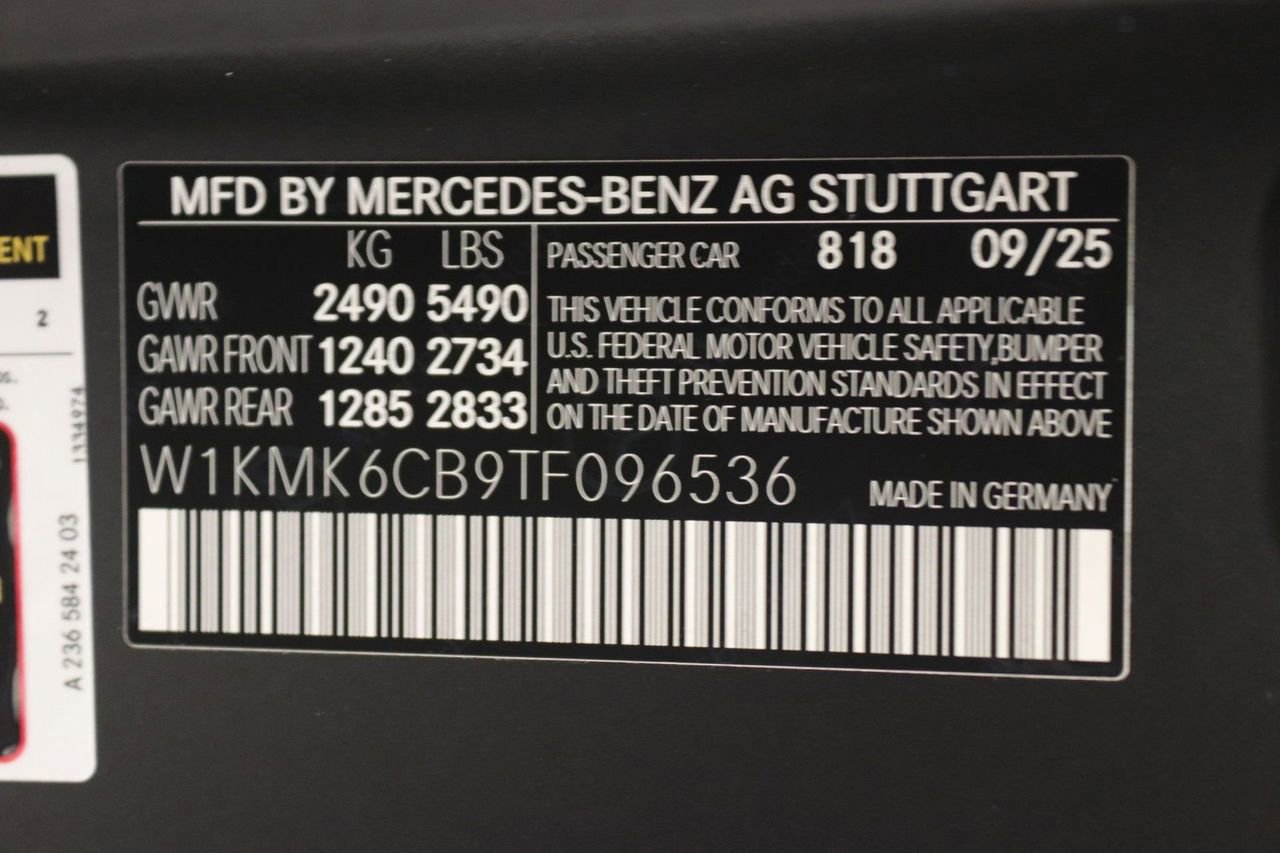 MFD BY MERCEDES-BENZ AG STUTTGART
KG LBS
GVWR 2490 5490
GAWR FRONT 1240 2734
GAWR REAR 1285 2833
PASSENGER CAR 818 09/25
THIS VEHICLE CONFORMS TO ALL APPLICABLE
U.S. FEDERAL MOTOR VEHICLE SAFETY,BUMPER
AND THEFT PREVENTION STANDARDS IN EFFECT
ON THE DATE OF MANUFACTURE SHOWN ABOVE
W1KMK6CB9TF096536
MADE IN GERMANY
ENT
2
1334974
A 236 584 24 03